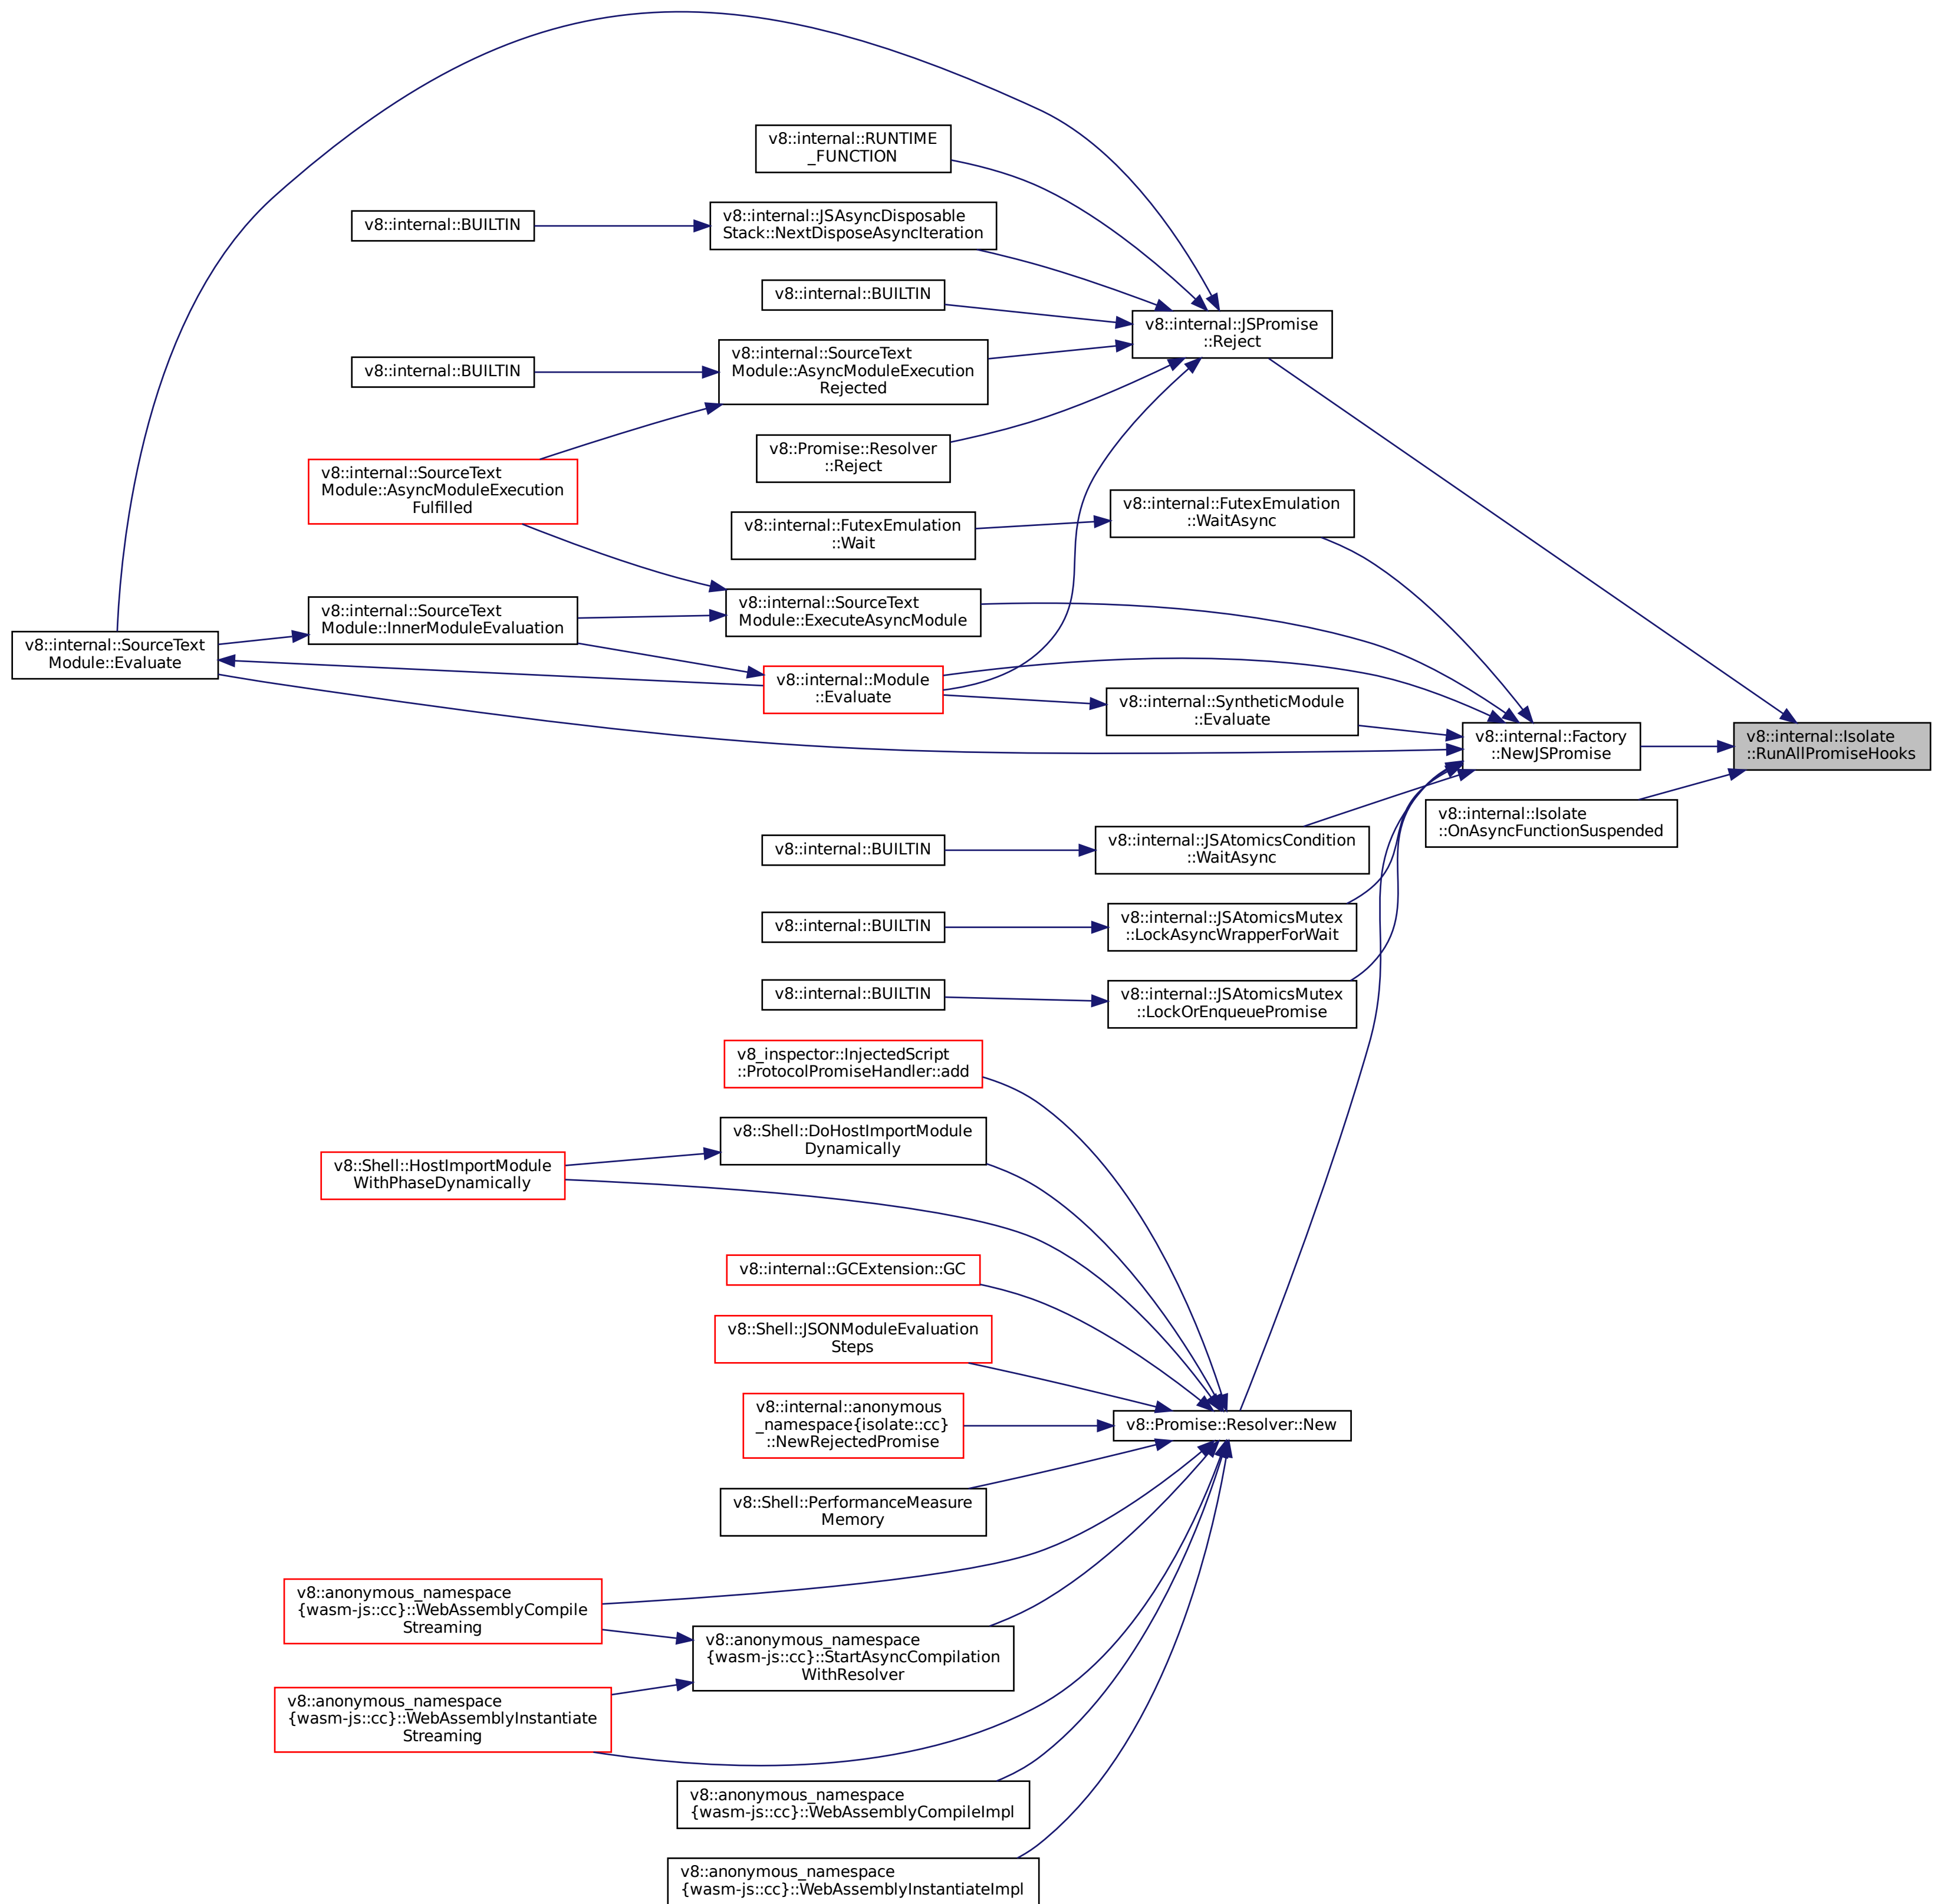 v8::internal::RUNTIME
_FUNCTION
v8::internal::JSAsyncDisposable
Stack::NextDisposeAsyncIteration
v8::internal::BUILTIN
v8::internal::BUILTIN
v8::internal::JSPromise
::Reject
v8::internal::SourceText
Module::AsyncModuleExecution
Rejected
v8::internal::BUILTIN
v8::Promise::Resolver
::Reject
v8::internal::SourceText
Module::AsyncModuleExecution
Fulfilled
v8::internal::FutexEmulation
::WaitAsync
v8::internal::FutexEmulation
::Wait
v8::internal::SourceText
Module::ExecuteAsyncModule
v8::internal::SourceText
Module::InnerModuleEvaluation
v8::internal::SourceText
Module::Evaluate
v8::internal::Module
::Evaluate
v8::internal::SyntheticModule
::Evaluate
v8::internal::Factory
::NewJSPromise
v8::internal::Isolate
::RunAllPromiseHooks
v8::internal::Isolate
::OnAsyncFunctionSuspended
v8::internal::JSAtomicsCondition
::WaitAsync
v8::internal::BUILTIN
v8::internal::JSAtomicsMutex
::LockAsyncWrapperForWait
v8::internal::BUILTIN
v8::internal::JSAtomicsMutex
::LockOrEnqueuePromise
v8::internal::BUILTIN
v8_inspector::InjectedScript
::ProtocolPromiseHandler::add
v8::Shell::DoHostImportModule
Dynamically
v8::Shell::HostImportModule
WithPhaseDynamically
v8::internal::GCExtension::GC
v8::Shell::JSONModuleEvaluation
Steps
v8::internal::anonymous
_namespace{isolate::cc}
::NewRejectedPromise
v8::Promise::Resolver::New
v8::Shell::PerformanceMeasure
Memory
v8::anonymous_namespace
{wasm-js::cc}::WebAssemblyCompile
Streaming
v8::anonymous_namespace
{wasm-js::cc}::StartAsyncCompilation
WithResolver
v8::anonymous_namespace
{wasm-js::cc}::WebAssemblyInstantiate
Streaming
v8::anonymous_namespace
{wasm-js::cc}::WebAssemblyCompileImpl
v8::anonymous_namespace
{wasm-js::cc}::WebAssemblyInstantiateImpl